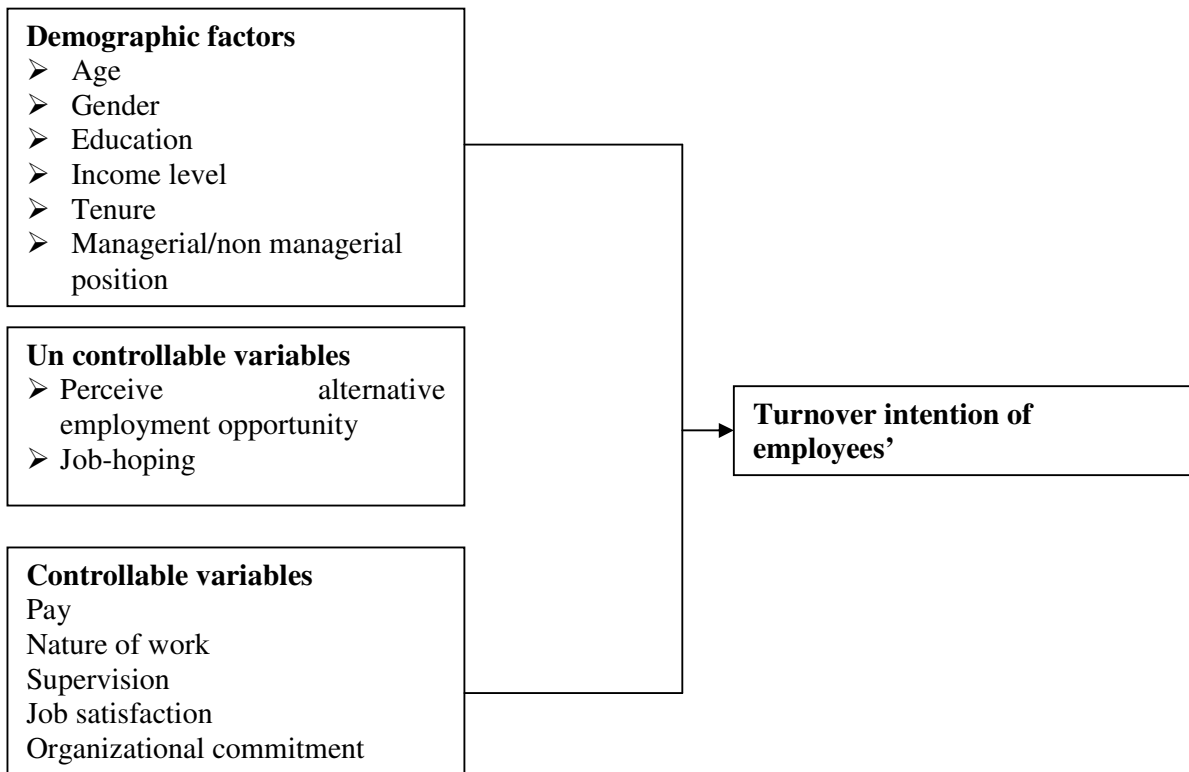 Demographic factors
➢ Age
➢ Gender
➢ Education
➢ Income level
➢ Tenure
➢ Managerial/non managerial
position
Un controllable variables
➢ Perceive alternative
employment opportunity
➢ Job-hoping
Controllable variables
Pay
Nature of work
Supervision
Job satisfaction
Organizational commitment
Turnover intention of
employees’